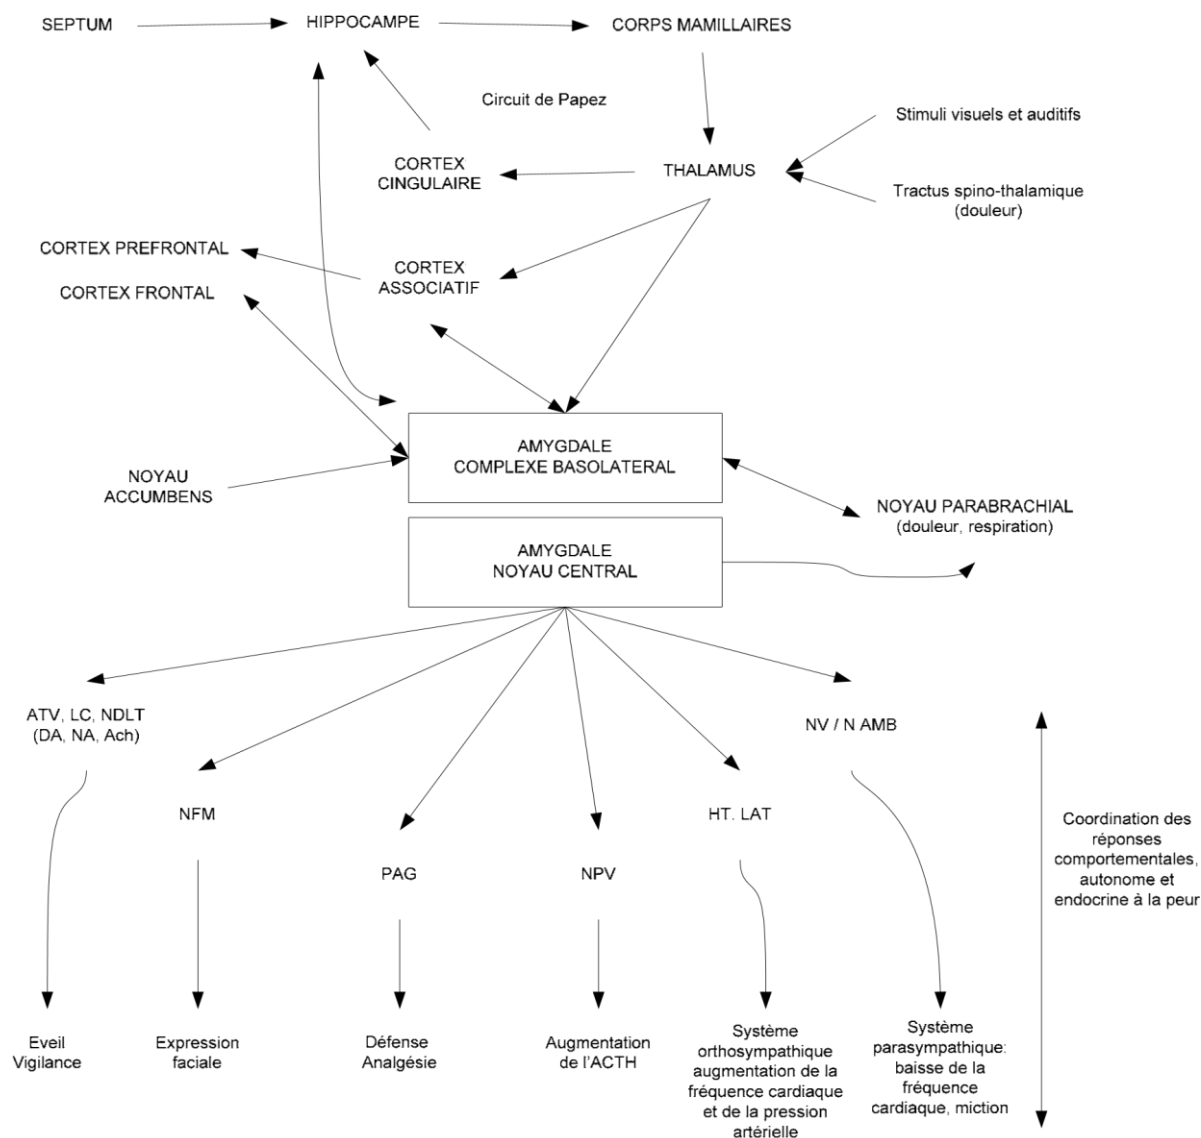 SEPTUM
HIPPOCAMPE
CORPS MAMILLAIRES
Circuit de Papez
Stimuli visuels et auditifs
CORTEX
CINGULAIRE
THALAMUS
Tractus spino-thalamique
(douleur)
CORTEX PREFRONTAL
CORTEX FRONTAL
CORTEX
ASSOCIATIF
AMYGDALE
COMPLEXE BASOLATERAL
NOYAU
ACCUMBENS
NOYAU PARABRACHIAL
(douleur, respiration)
AMYGDALE
NOYAU CENTRAL
ATV, LC, NDLT
(DA, NA, Ach)
NV / N AMB
NFM
HT. LAT
PAG
NPV
Coordination des
réponses
comportementales,
autonome et
endocrine à la peur
Eveil
Vigilance
Expression
faciale
Défense
Analgésie
Augmentation
de l'ACTH
Système
orthosympathique
augmentation de la
fréquence cardiaque
et de la pression
artérielle
Système
parasympathique:
baisse de la
fréquence
cardiaque, miction